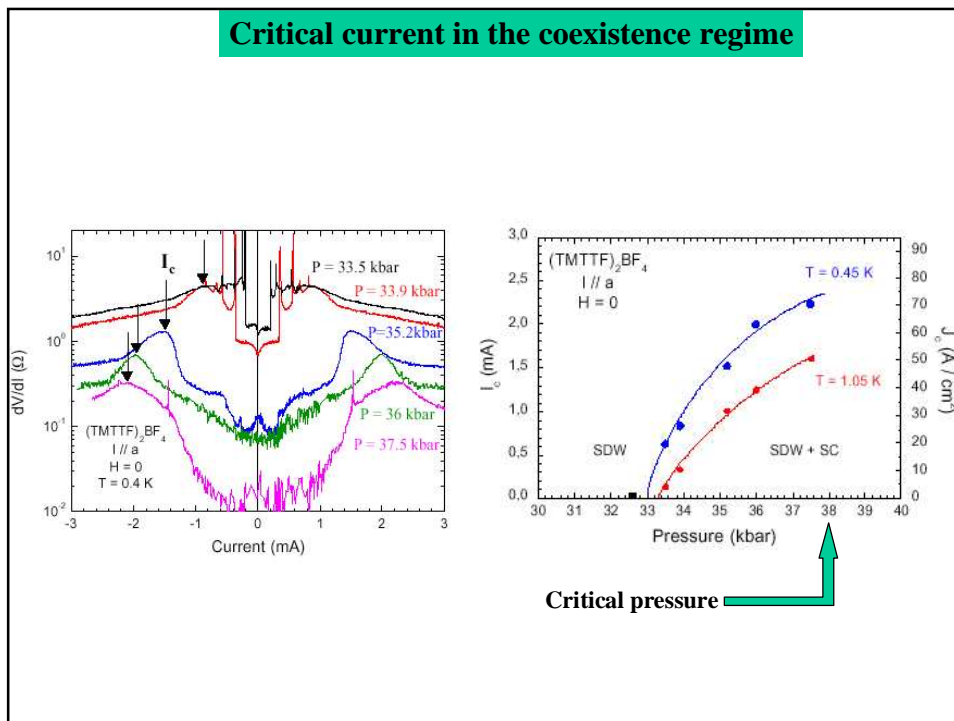 Critical current in the coexistence regime
10¹
10⁰
10⁻¹
10⁻²
dV/dI (Ω)
I_c
P = 33.5 kbar
P = 33.9 kbar
P=35.2kbar
P = 36 kbar
P = 37.5 kbar
(TMTTF)₂BF₄
I // a
H = 0
T = 0.4 K
-3 -2 -1 0 1 2 3
Current (mA)
3,0
2,5
2,0
1,5
1,0
0,5
0,0
I_c (mA)
(TMTTF)₂BF₄
I // a
H = 0
T = 0.45 K
T = 1.05 K
SDW
SDW + SC
90
80
70
60
50
40
30
20
10
0
J_c (A / cm²)
30 31 32 33 34 35 36 37 38 39 40
Pressure (kbar)
Critical pressure